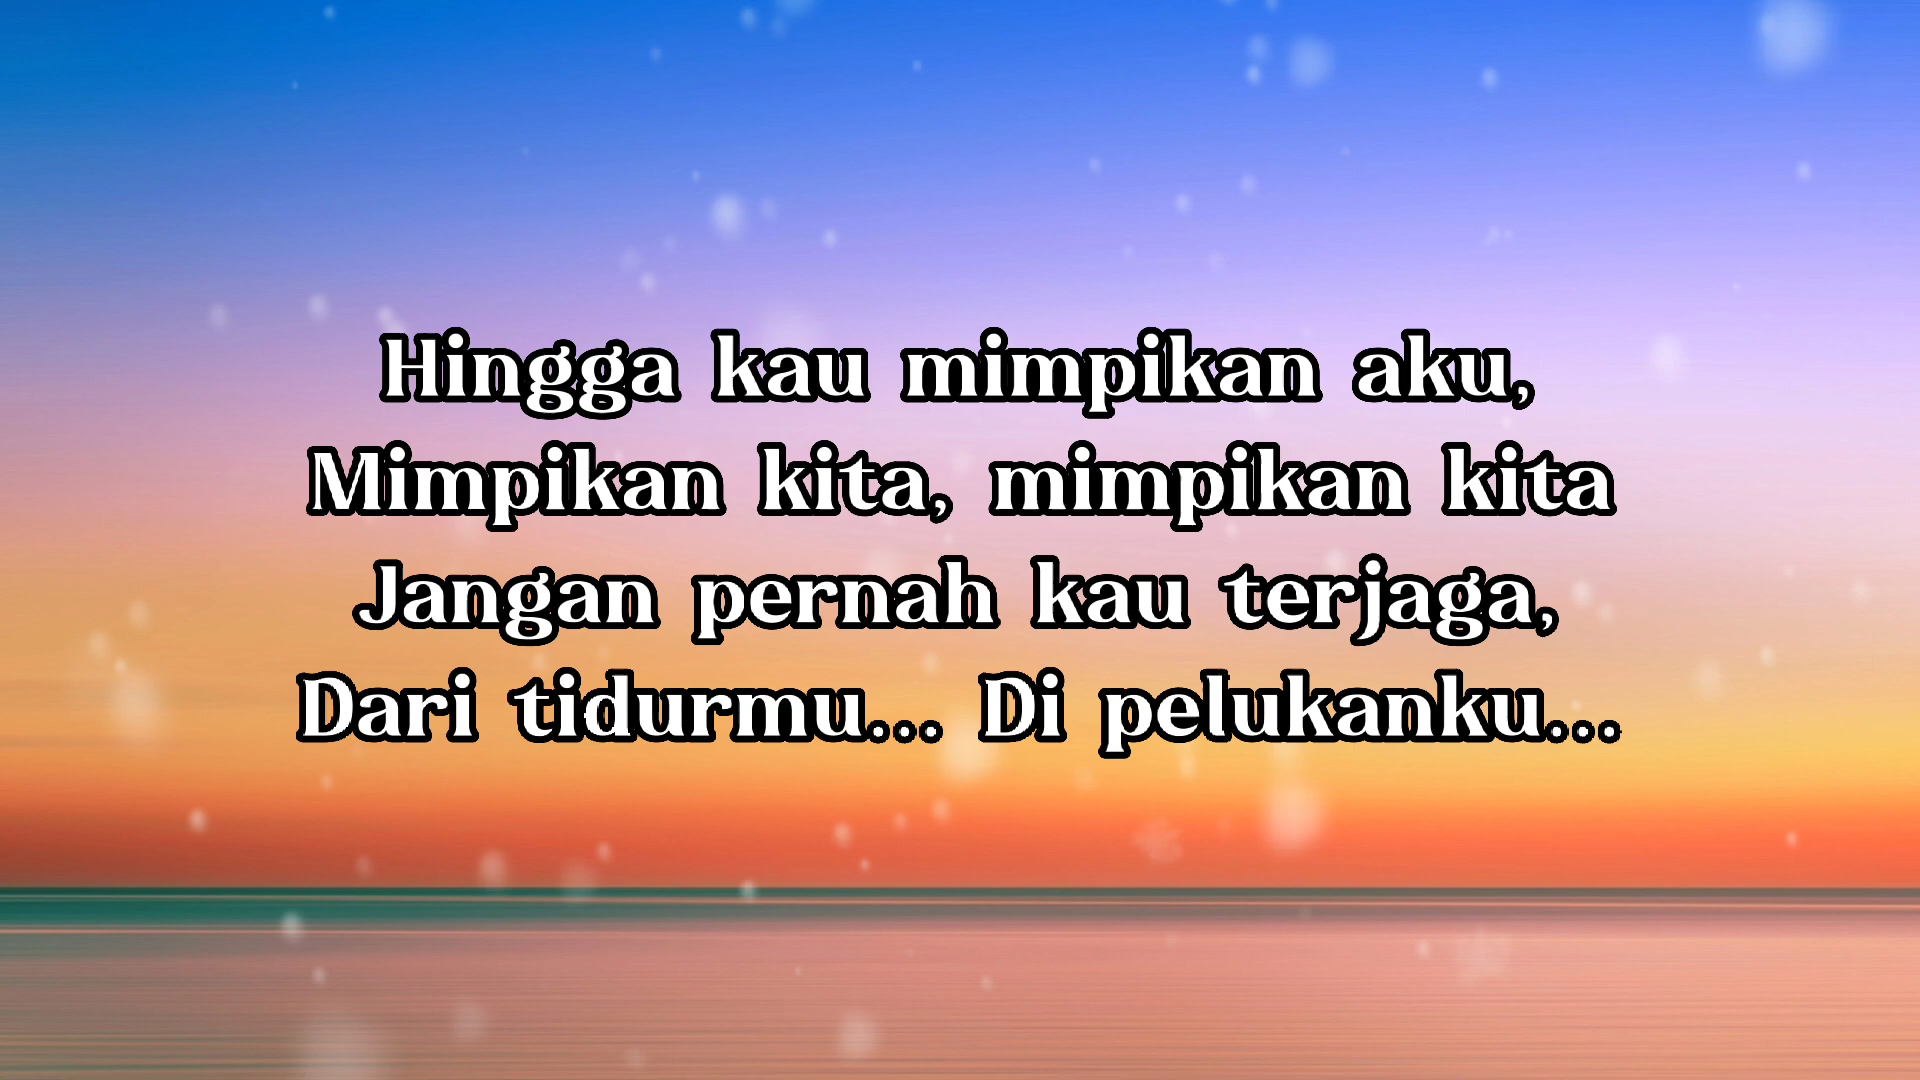 Hingga kau mimpikan aku,
Mimpikan kita, mimpikan kita
Jangan pernah kau terjaga,
Dari tidurmu... Di pelukanku...